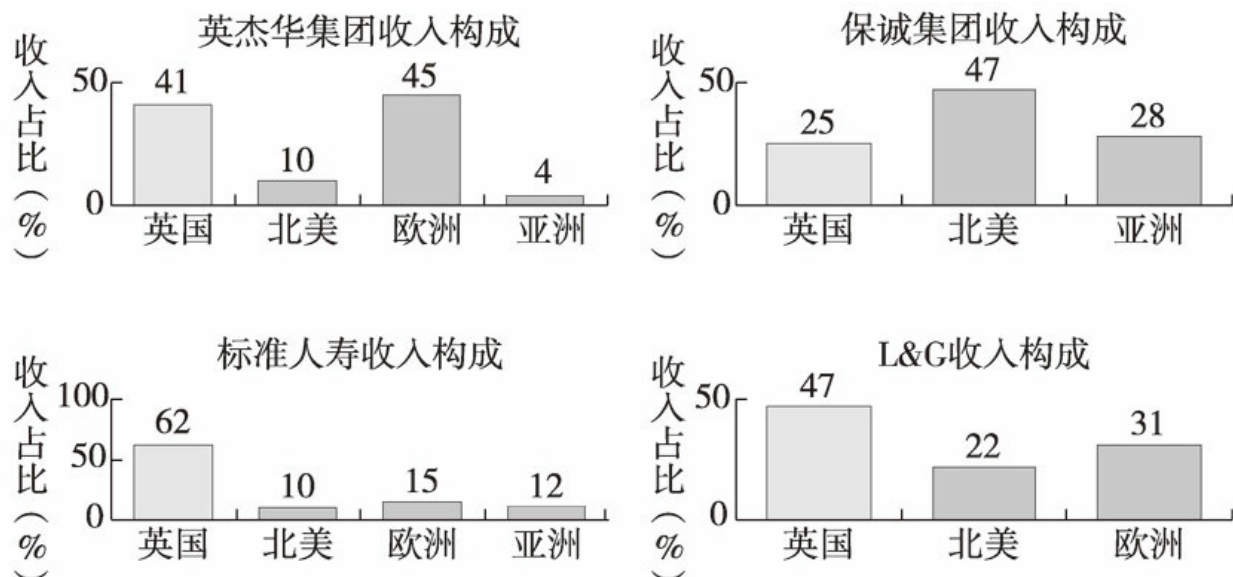 英杰华集团收入构成
收入占比(%)
50
0
41
10
45
4
英国
北美
欧洲
亚洲
保诚集团收入构成
收入占比(%)
50
0
25
47
28
英国
北美
亚洲
标准人寿收入构成
收入占比(%)
100
50
0
62
10
15
12
英国
北美
欧洲
亚洲
L&G收入构成
收入占比(%)
50
0
47
22
31
英国
北美
欧洲